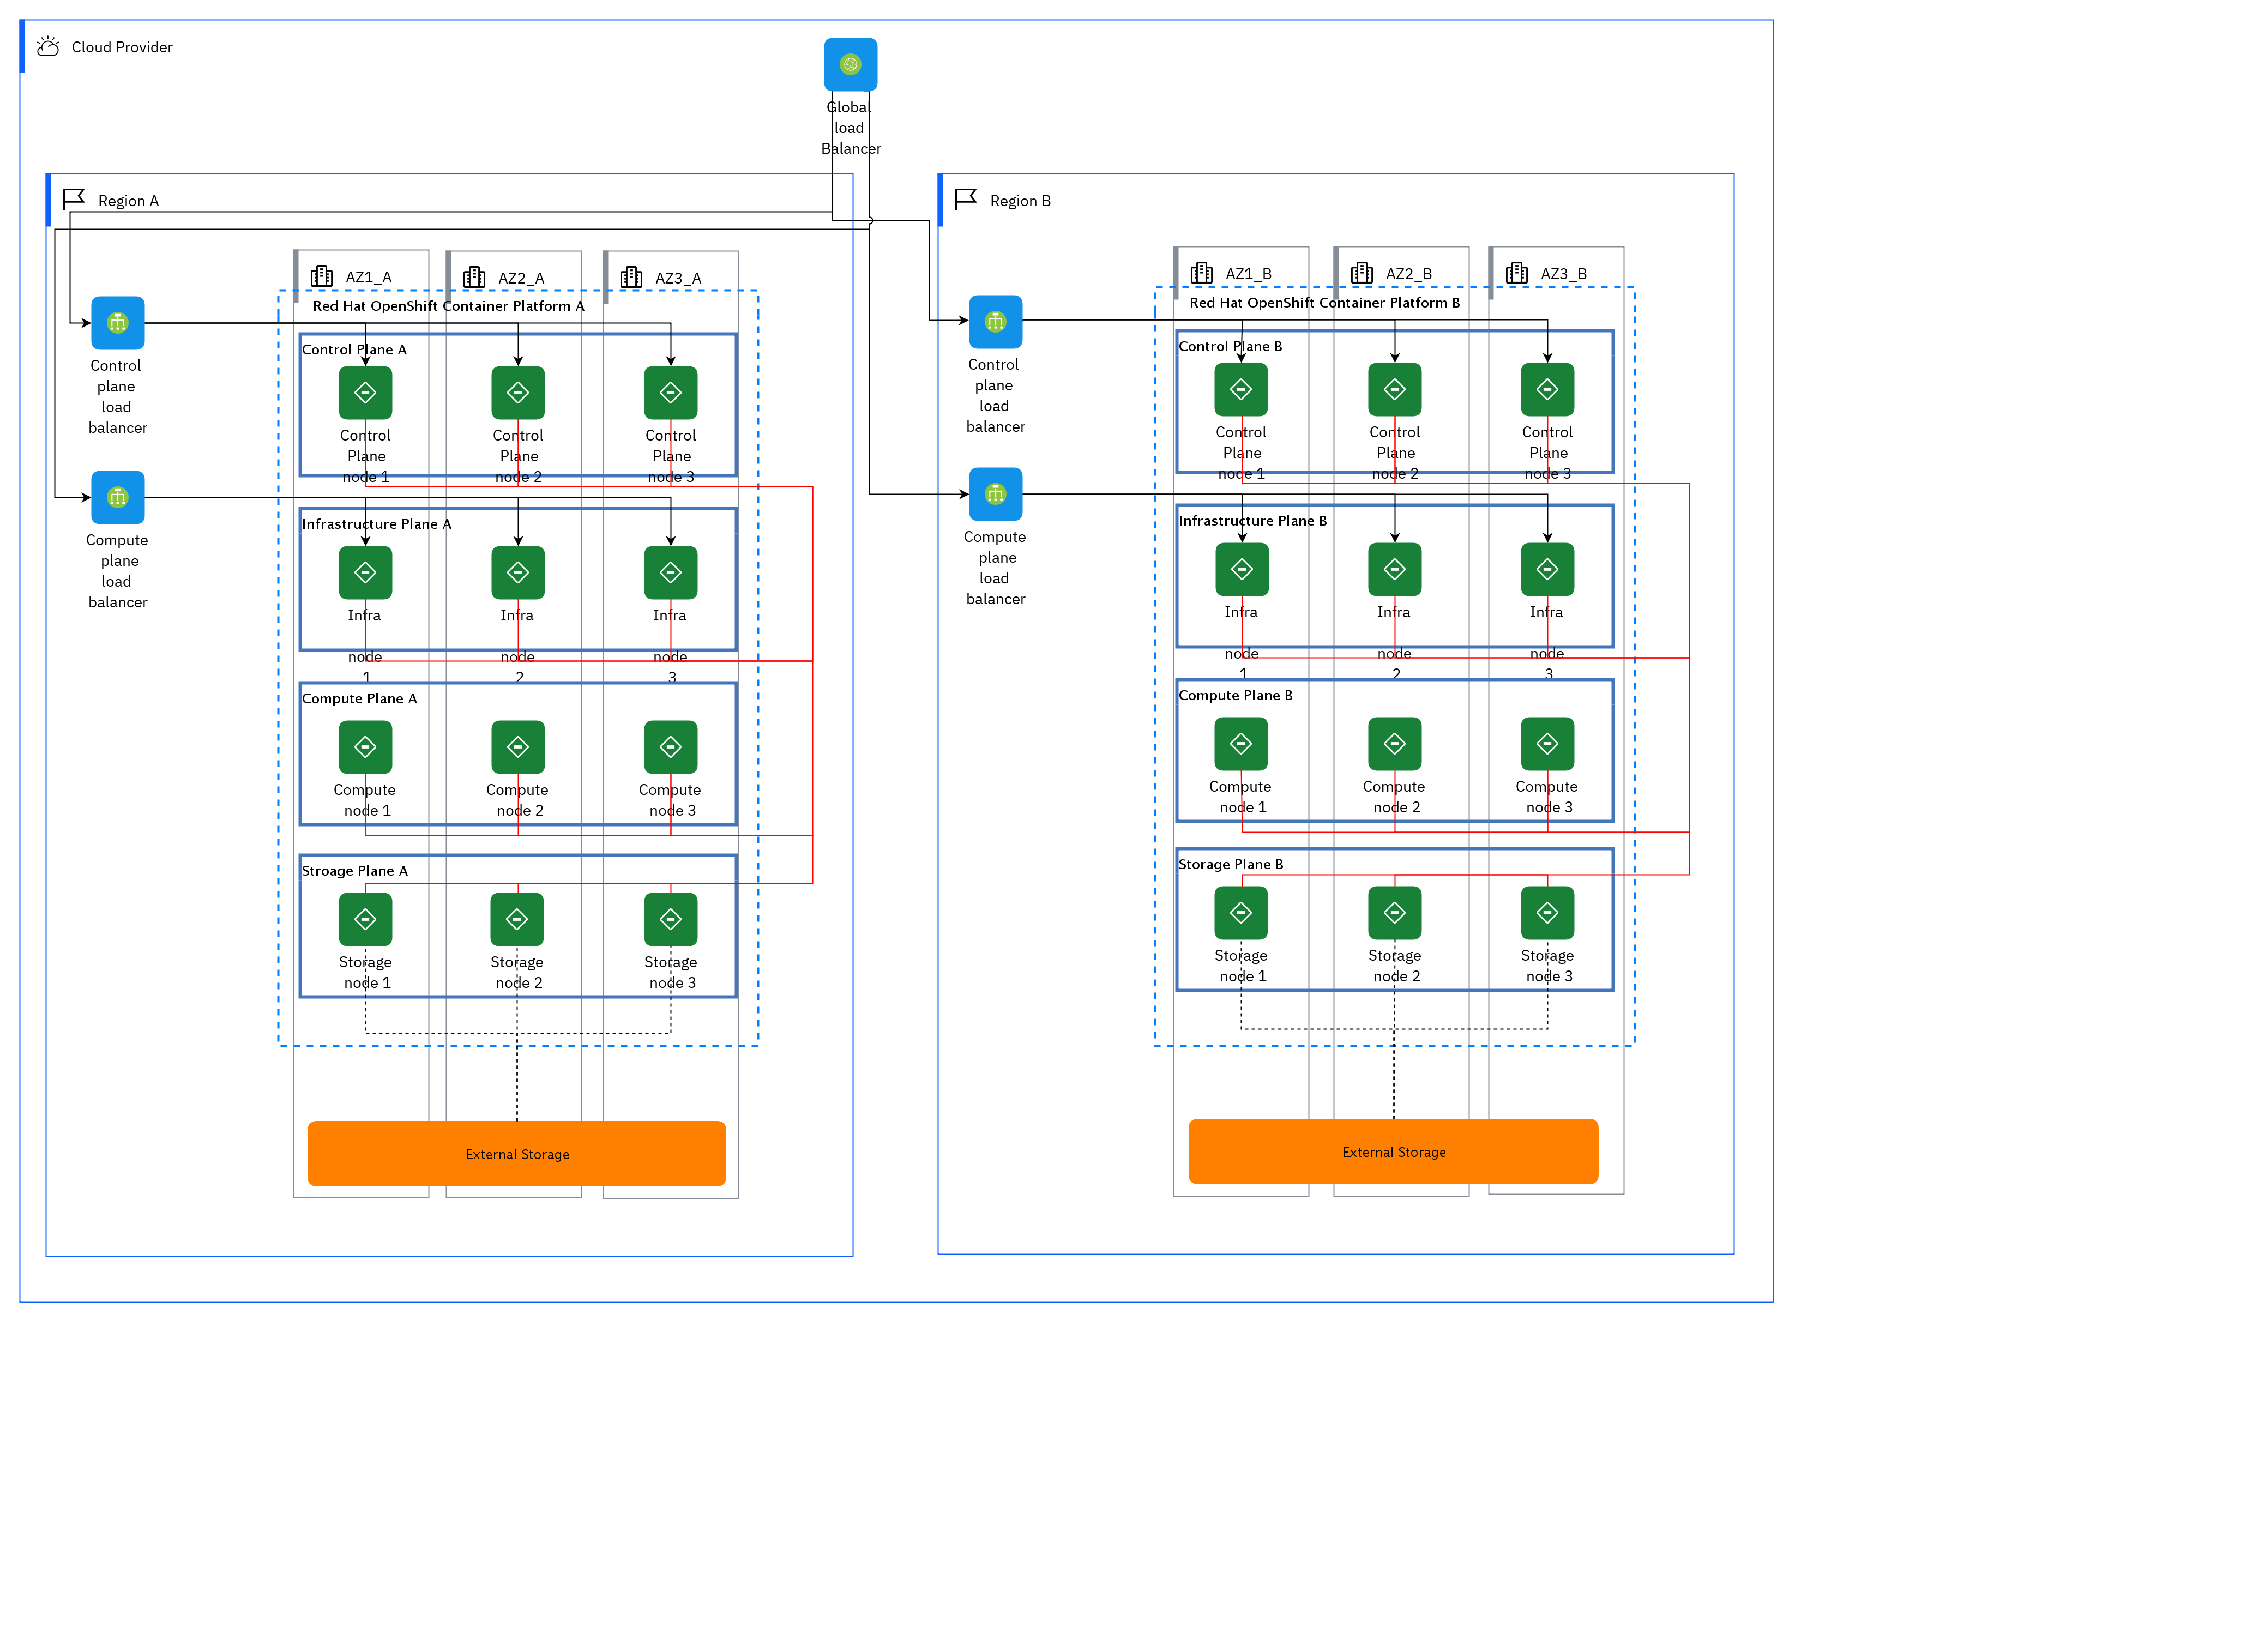 Cloud Provider
Global
load
Balancer
Region A
AZ1_A
AZ2_A
AZ3_A
Red Hat OpenShift Container Platform A
Control
plane
load
balancer
Control Plane A
Control
Plane
node 1
Control
Plane
node 2
Control
Plane
node 3
Compute
plane
load
balancer
Infrastructure Plane A
Infra
node
1
Infra
node
2
Infra
node
3
Compute Plane A
Compute
node 1
Compute
node 2
Compute
node 3
Stroage Plane A
Storage
node 1
Storage
node 2
Storage
node 3
External Storage
Region B
AZ1_B
AZ2_B
AZ3_B
Red Hat OpenShift Container Platform B
Control
plane
load
balancer
Control Plane B
Control
Plane
node 1
Control
Plane
node 2
Control
Plane
node 3
Compute
plane
load
balancer
Infrastructure Plane B
Infra
node
1
Infra
node
2
Infra
node
3
Compute Plane B
Compute
node 1
Compute
node 2
Compute
node 3
Storage Plane B
Storage
node 1
Storage
node 2
Storage
node 3
External Storage